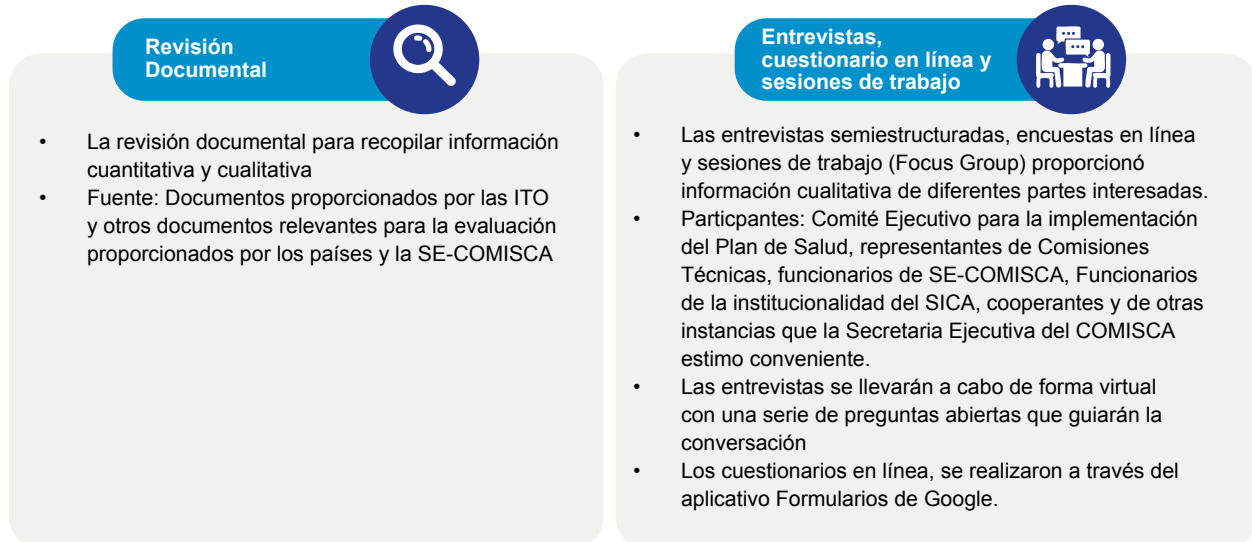 Revisión
Documental
• La revisión documental para recopilar información
cuantitativa y cualitativa
• Fuente: Documentos proporcionados por las ITO
y otros documentos relevantes para la evaluación
proporcionados por los países y la SE-COMISCA
Entrevistas,
cuestionario en línea y
sesiones de trabajo
• Las entrevistas semiestructuradas, encuestas en línea
y sesiones de trabajo (Focus Group) proporcionó
información cualitativa de diferentes partes interesadas.
• Particpantes: Comité Ejecutivo para la implementación
del Plan de Salud, representantes de Comisiones
Técnicas, funcionarios de SE-COMISCA, Funcionarios
de la institucionalidad del SICA, cooperantes y de otras
instancias que la Secretaria Ejecutiva del COMISCA
estimo conveniente.
• Las entrevistas se llevarán a cabo de forma virtual
con una serie de preguntas abiertas que guiarán la
conversación
• Los cuestionarios en línea, se realizaron a través del
aplicativo Formularios de Google.